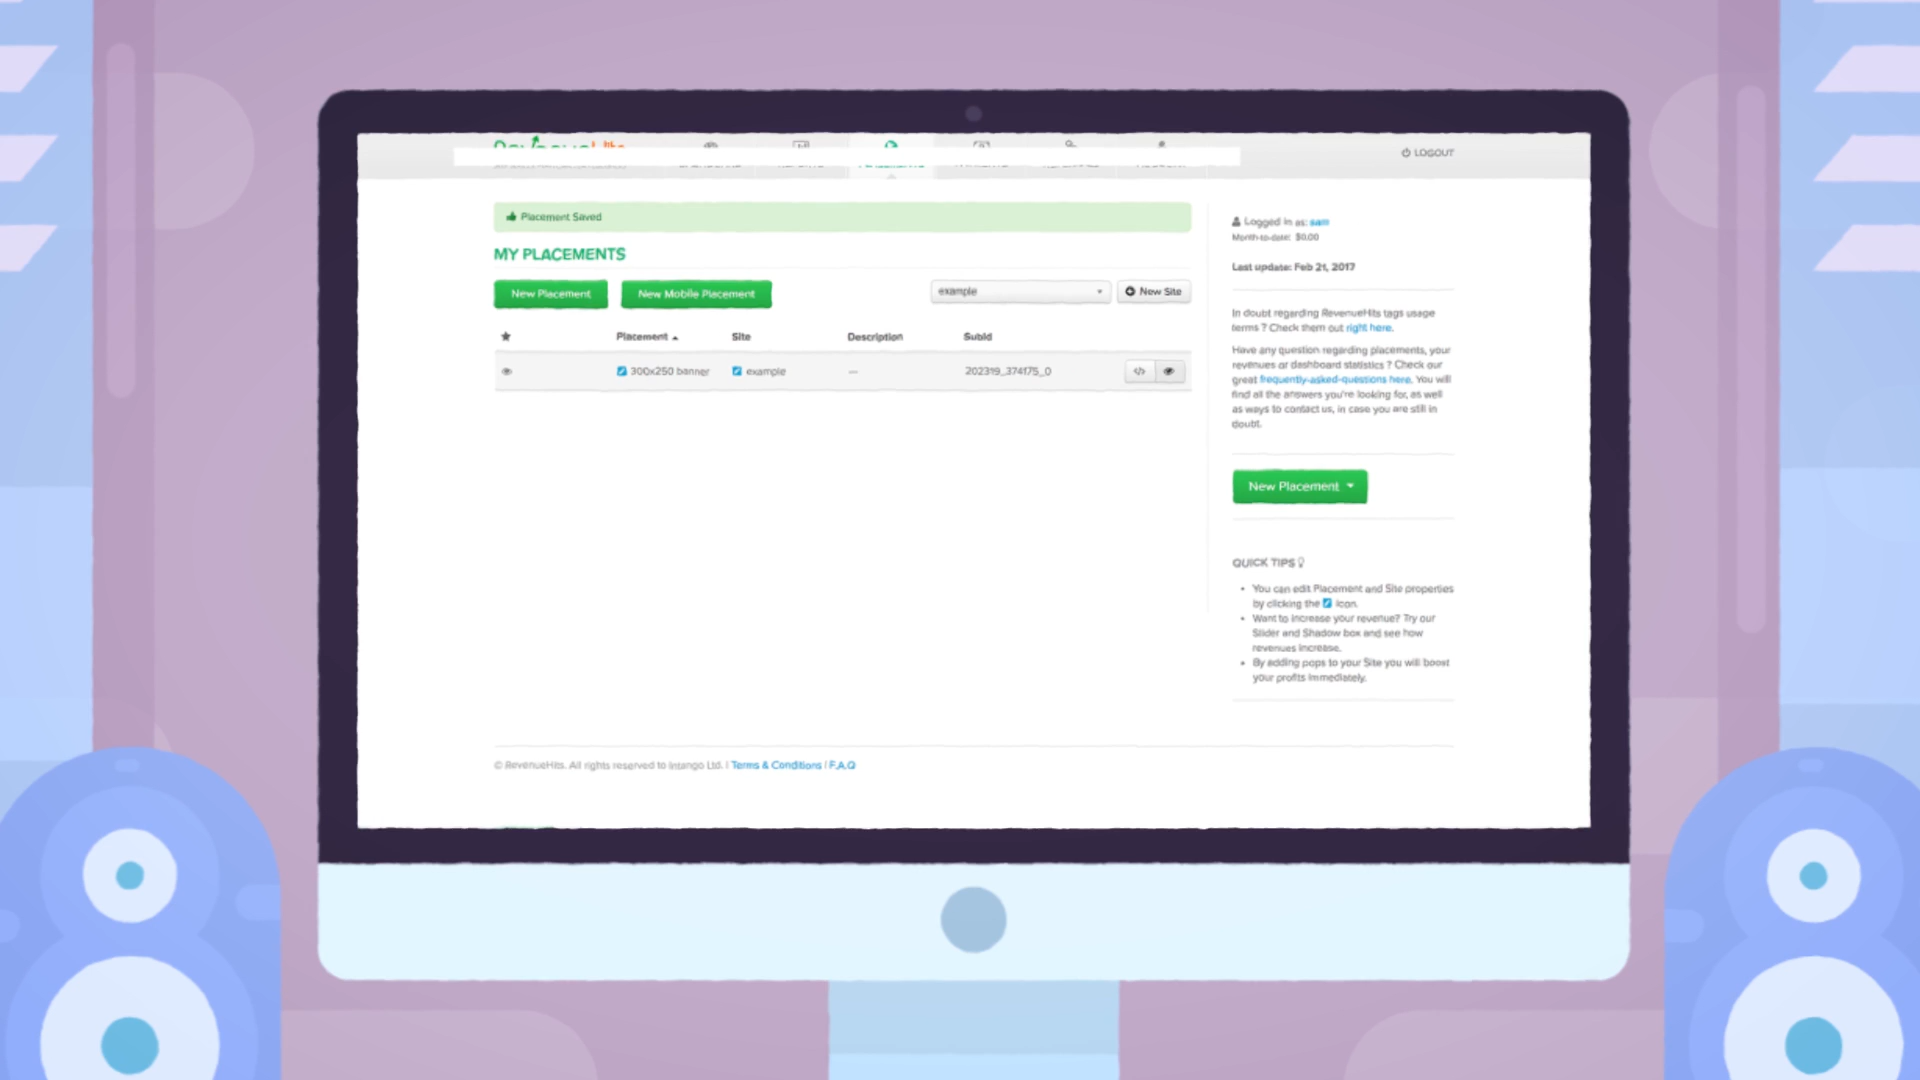 LOGOUT
Placement Saved
MY PLACEMENTS
New Placement
New Mobile Placement
example
New Site
Placement
Site
Description
SubId
300x250 banner
example
—
202319_374175_0
Logged in as: sam
Month-to-date: $0.00
Last update: Feb 21, 2017
In doubt regarding RevenueHits tags usage
terms ? Check them out right here.
Have any question regarding placements, your
revenues or dashboard statistics ? Check our
great frequently-asked-questions here. You will
find all the answers you're looking for, as well
as ways to contact us, in case you are still in
doubt.
New Placement
QUICK TIPS
• You can edit Placement and Site properties
by clicking the icon.
• Want to increase your revenue? Try our
Slider and Shadow box and see how
revenues increase.
• By adding pops to your Site you will boost
your profits immediately.
© RevenueHits. All rights reserved to Intango Ltd. | Terms & Conditions | F.A.Q